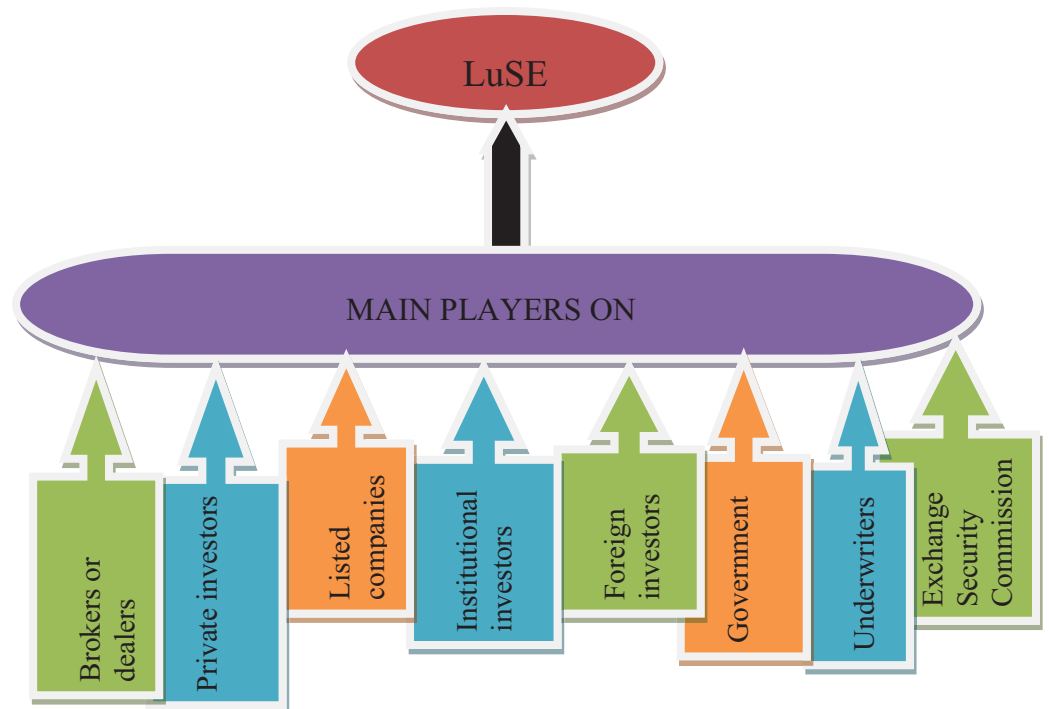 LuSE
MAIN PLAYERS ON
Brokers or
dealers
Private investors
Listed
companies
Institutional
investors
Foreign
investors
Government
Underwriters
Exchange
Security
Commission